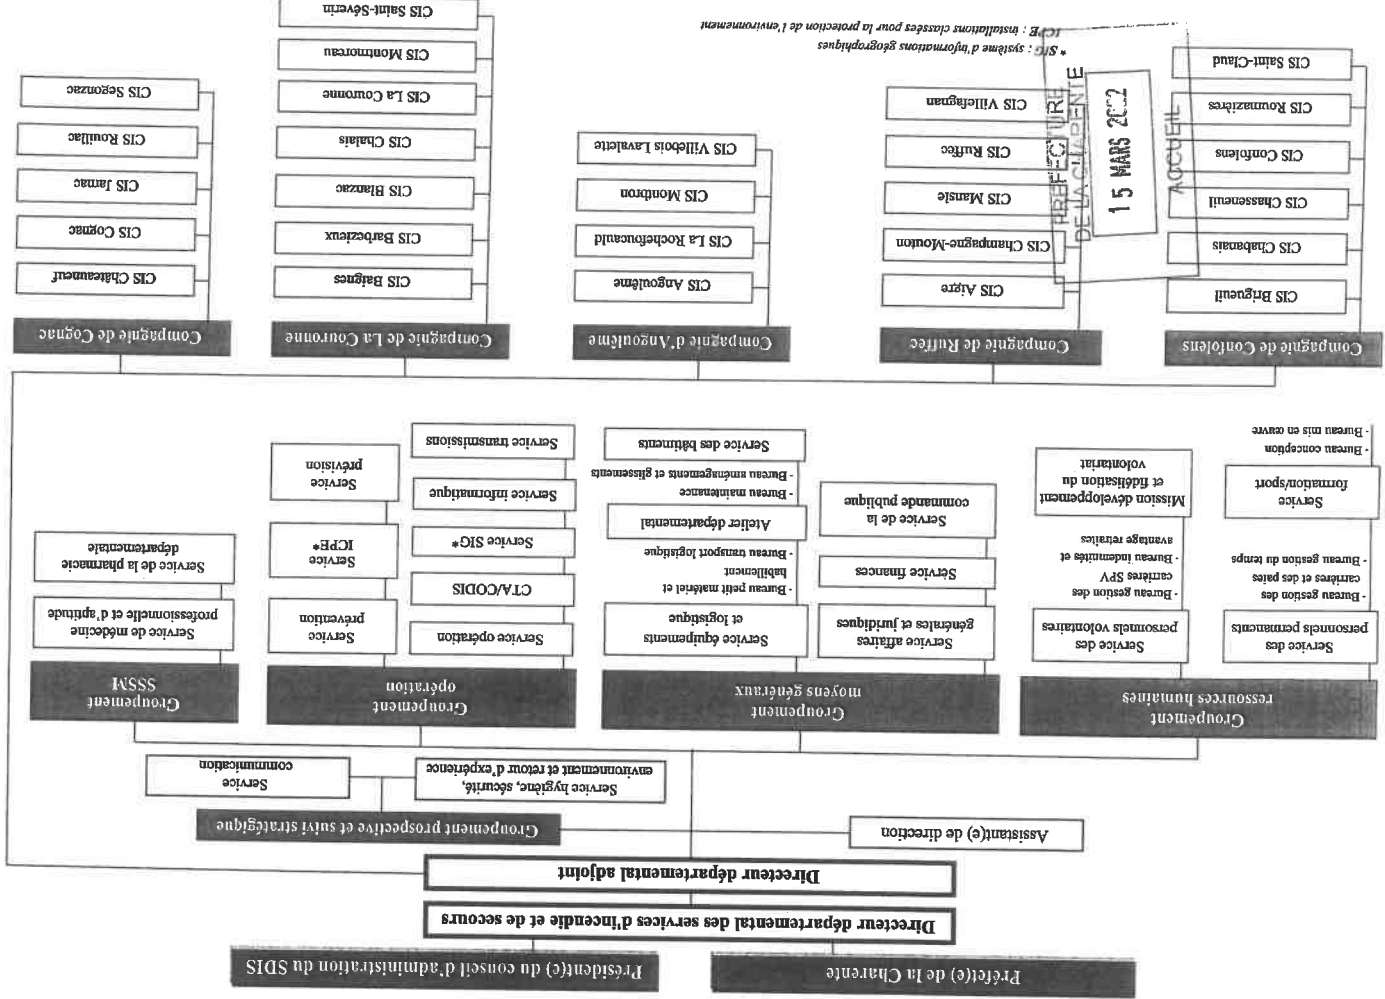 Préfet(e) de la Charente
Président(e) du conseil d'administration du SDIS
Directeur départemental des services d'incendie et de secours
Directeur départemental adjoint
Assistant(e) de direction
Groupement prospective et suivi stratégique
Service hygiène, sécurité,
environnement et retour d'expérience
Service
communication
Groupement
ressources humaines
Service des
personnels permanents
- Bureau gestion des
carrières et des paies
- Bureau gestion du temps
Service
formation/sport
- Bureau conception
- Bureau mis en œuvre
Service des
personnels volontaires
- Bureau gestion des
carrières SPV
- Bureau indemnités et
avantage retraites
Mission développement
et fidélisation du
volontariat
Groupement
moyens généraux
Service affaires
générales et juridiques
Service finances
Service de la
commande publique
Service équipements
et logistique
- Bureau petit matériel et
habillement
- Bureau transport logistique
Atelier départemental
- Bureau maintenance
- Bureau aménagements et glissements
Service des bâtiments
Groupement
opération
Service opération
CTA/CODIS
Service SIG*
Service informatique
Service transmissions
Service
prévention
Service
ICPE*
Service
prévision
Groupement
SSSM
Service de médecine
professionnelle et d'aptitude
Service de la pharmacie
départementale
Compagnie de Confolens
CIS Brigueuil
CIS Chabanais
CIS Chasseneuil
CIS Confolens
CIS Roumazières
CIS Saint-Claud
Compagnie de Ruffec
CIS Aigre
CIS Champagne-Mouton
CIS Mansle
CIS Ruffec
CIS Villefagnan
Compagnie d'Angoulême
CIS Angoulême
CIS La Rochefoucauld
CIS Montbron
CIS Villebois Lavalette
Compagnie de La Couronne
CIS Baignes
CIS Barbezieux
CIS Blanzac
CIS Chalais
CIS La Couronne
CIS Montmoreau
CIS Saint-Séverin
Compagnie de Cognac
CIS Châteauneuf
CIS Cognac
CIS Jarnac
CIS Rouillac
CIS Segonzac
* SIG : système d'informations géographiques
ICPE : installations classées pour la protection de l'environnement
PREFECTURE
DE LA CHARENTE
15 MARS 2022
ACCUEIL